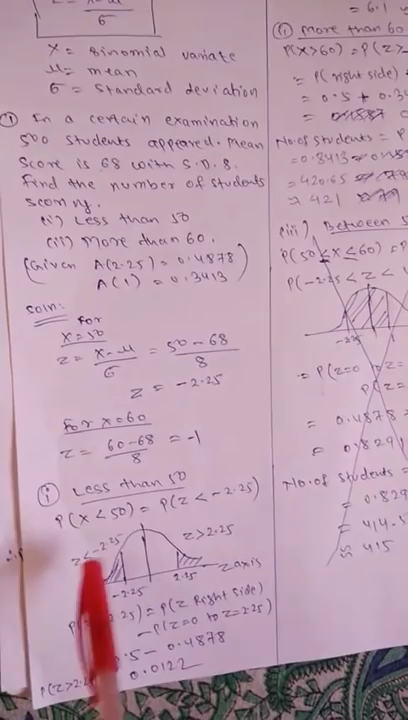 σ
X = Binomial variate
μ = mean
σ = standard deviation
① In a certain examination
500 students appeared. Mean
score is 68 with S.D. 8.
Find the number of students
scoring.
(i) Less than 50
(ii) More than 60.
(Given A(2.25) = 0.4878
A(1) = 0.3413)
Soln:
For
X=50
z = x-μ/σ = 50-68/8
z = -2.25
For x=60
z = 60-68/8 = -1
(i) Less than 50
P(X<50) = P(z<-2.25)
z<-2.25
z>2.25
z axis
-2.25
2.25
= P(z Right side)
-P(z=0 to z=2.25)
- 0.4878
0.0122
= 6.1
(ii) More than 60
P(X>60) = P(z>
= P(right side) +
= 0.5 + 0.34
No. of students =
= 0.8413
= 420.65
≈ 421
(iii) Between
P(50<x≤60) =
P(-2.25<z<
-2.25
= P(z=0
P(z=
= 0.4878
= 0.8291
No. of students =
= 0.829
= 414.5
≈ 415